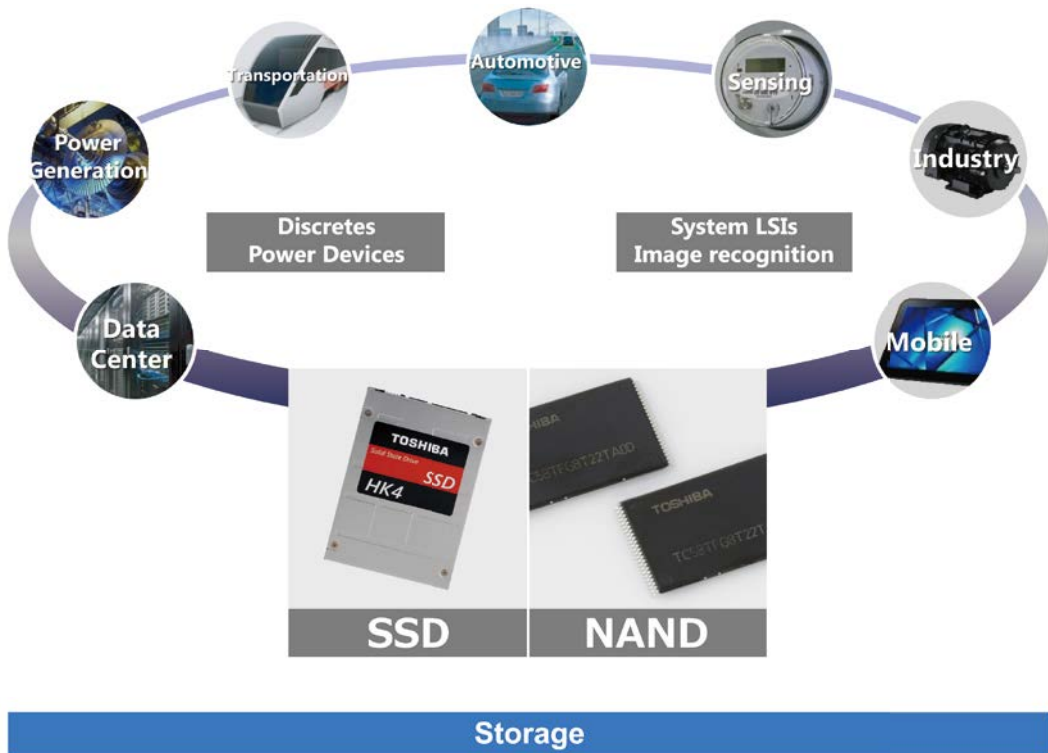 Transportation
Automotive
Sensing
Power
Generation
Industry
Discretes
Power Devices
System LSIs
Image recognition
Data
Center
Mobile
TOSHIBA
Solid State Drive
SSD
HK4
TOSHIBA
TC58TFG8T22T
SSD
NAND
Storage